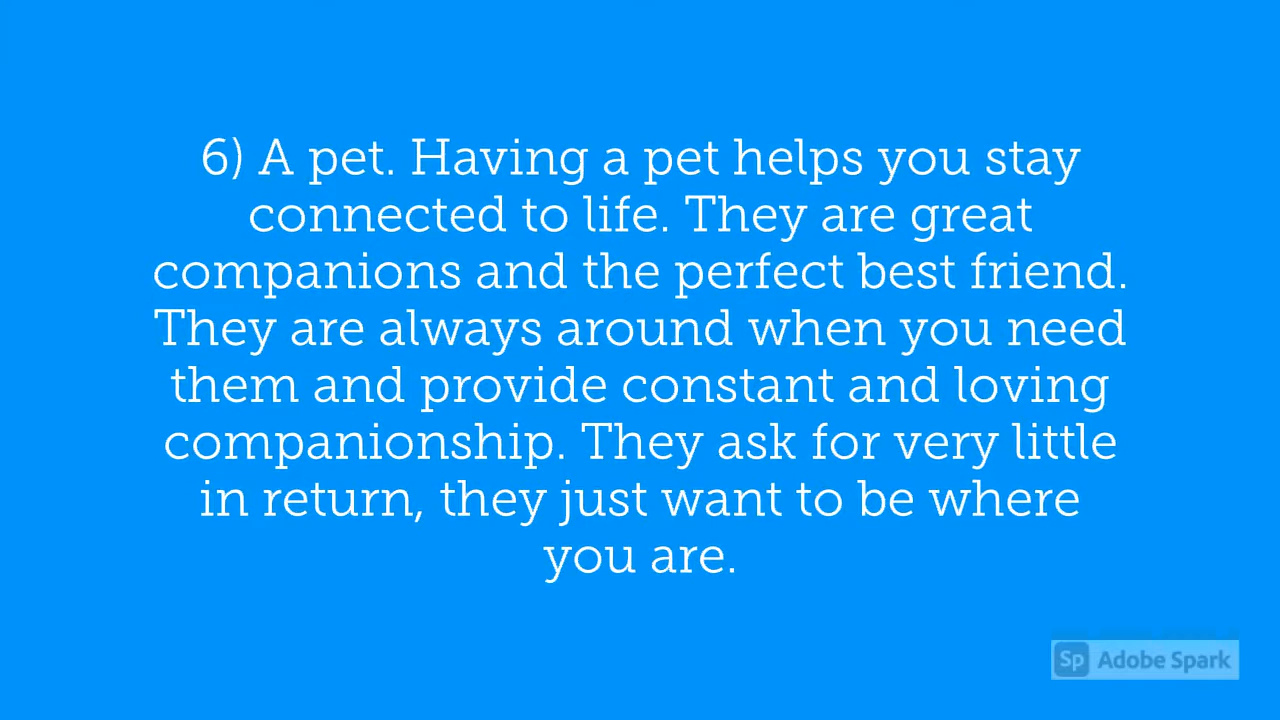 6) A pet. Having a pet helps you stay
connected to life. They are great
companions and the perfect best friend.
They are always around when you need
them and provide constant and loving
companionship. They ask for very little
in return, they just want to be where
you are.
Sp Adobe Spark